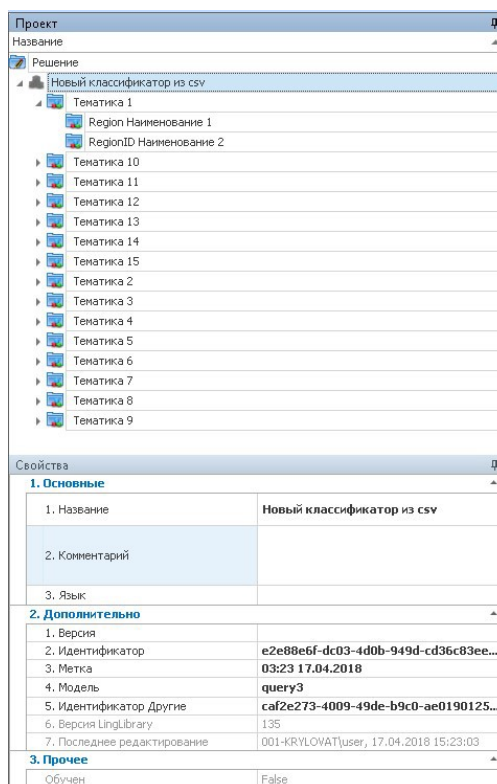 Проект
Название
Решение
Новый классификатор из csv
Тематика 1
Region Наименование 1
RegionID Наименование 2
Тематика 10
Тематика 11
Тематика 12
Тематика 13
Тематика 14
Тематика 15
Тематика 2
Тематика 3
Тематика 4
Тематика 5
Тематика 6
Тематика 7
Тематика 8
Тематика 9
Свойства
1. Основные
1. Название Новый классификатор из csv
2. Комментарий
3. Язык
2. Дополнительно
1. Версия
2. Идентификатор e2e88e6f-dc03-4d0b-949d-cd36c83ee...
3. Метка 03:23 17.04.2018
4. Модель query3
5. Идентификатор Другие caf2e273-4009-49de-b9c0-ae0190125...
6. Версия LingLibrary 135
7. Последнее редактирование 001-KRYLOVAT\user, 17.04.2018 15:23:03
3. Прочее
Обучен False